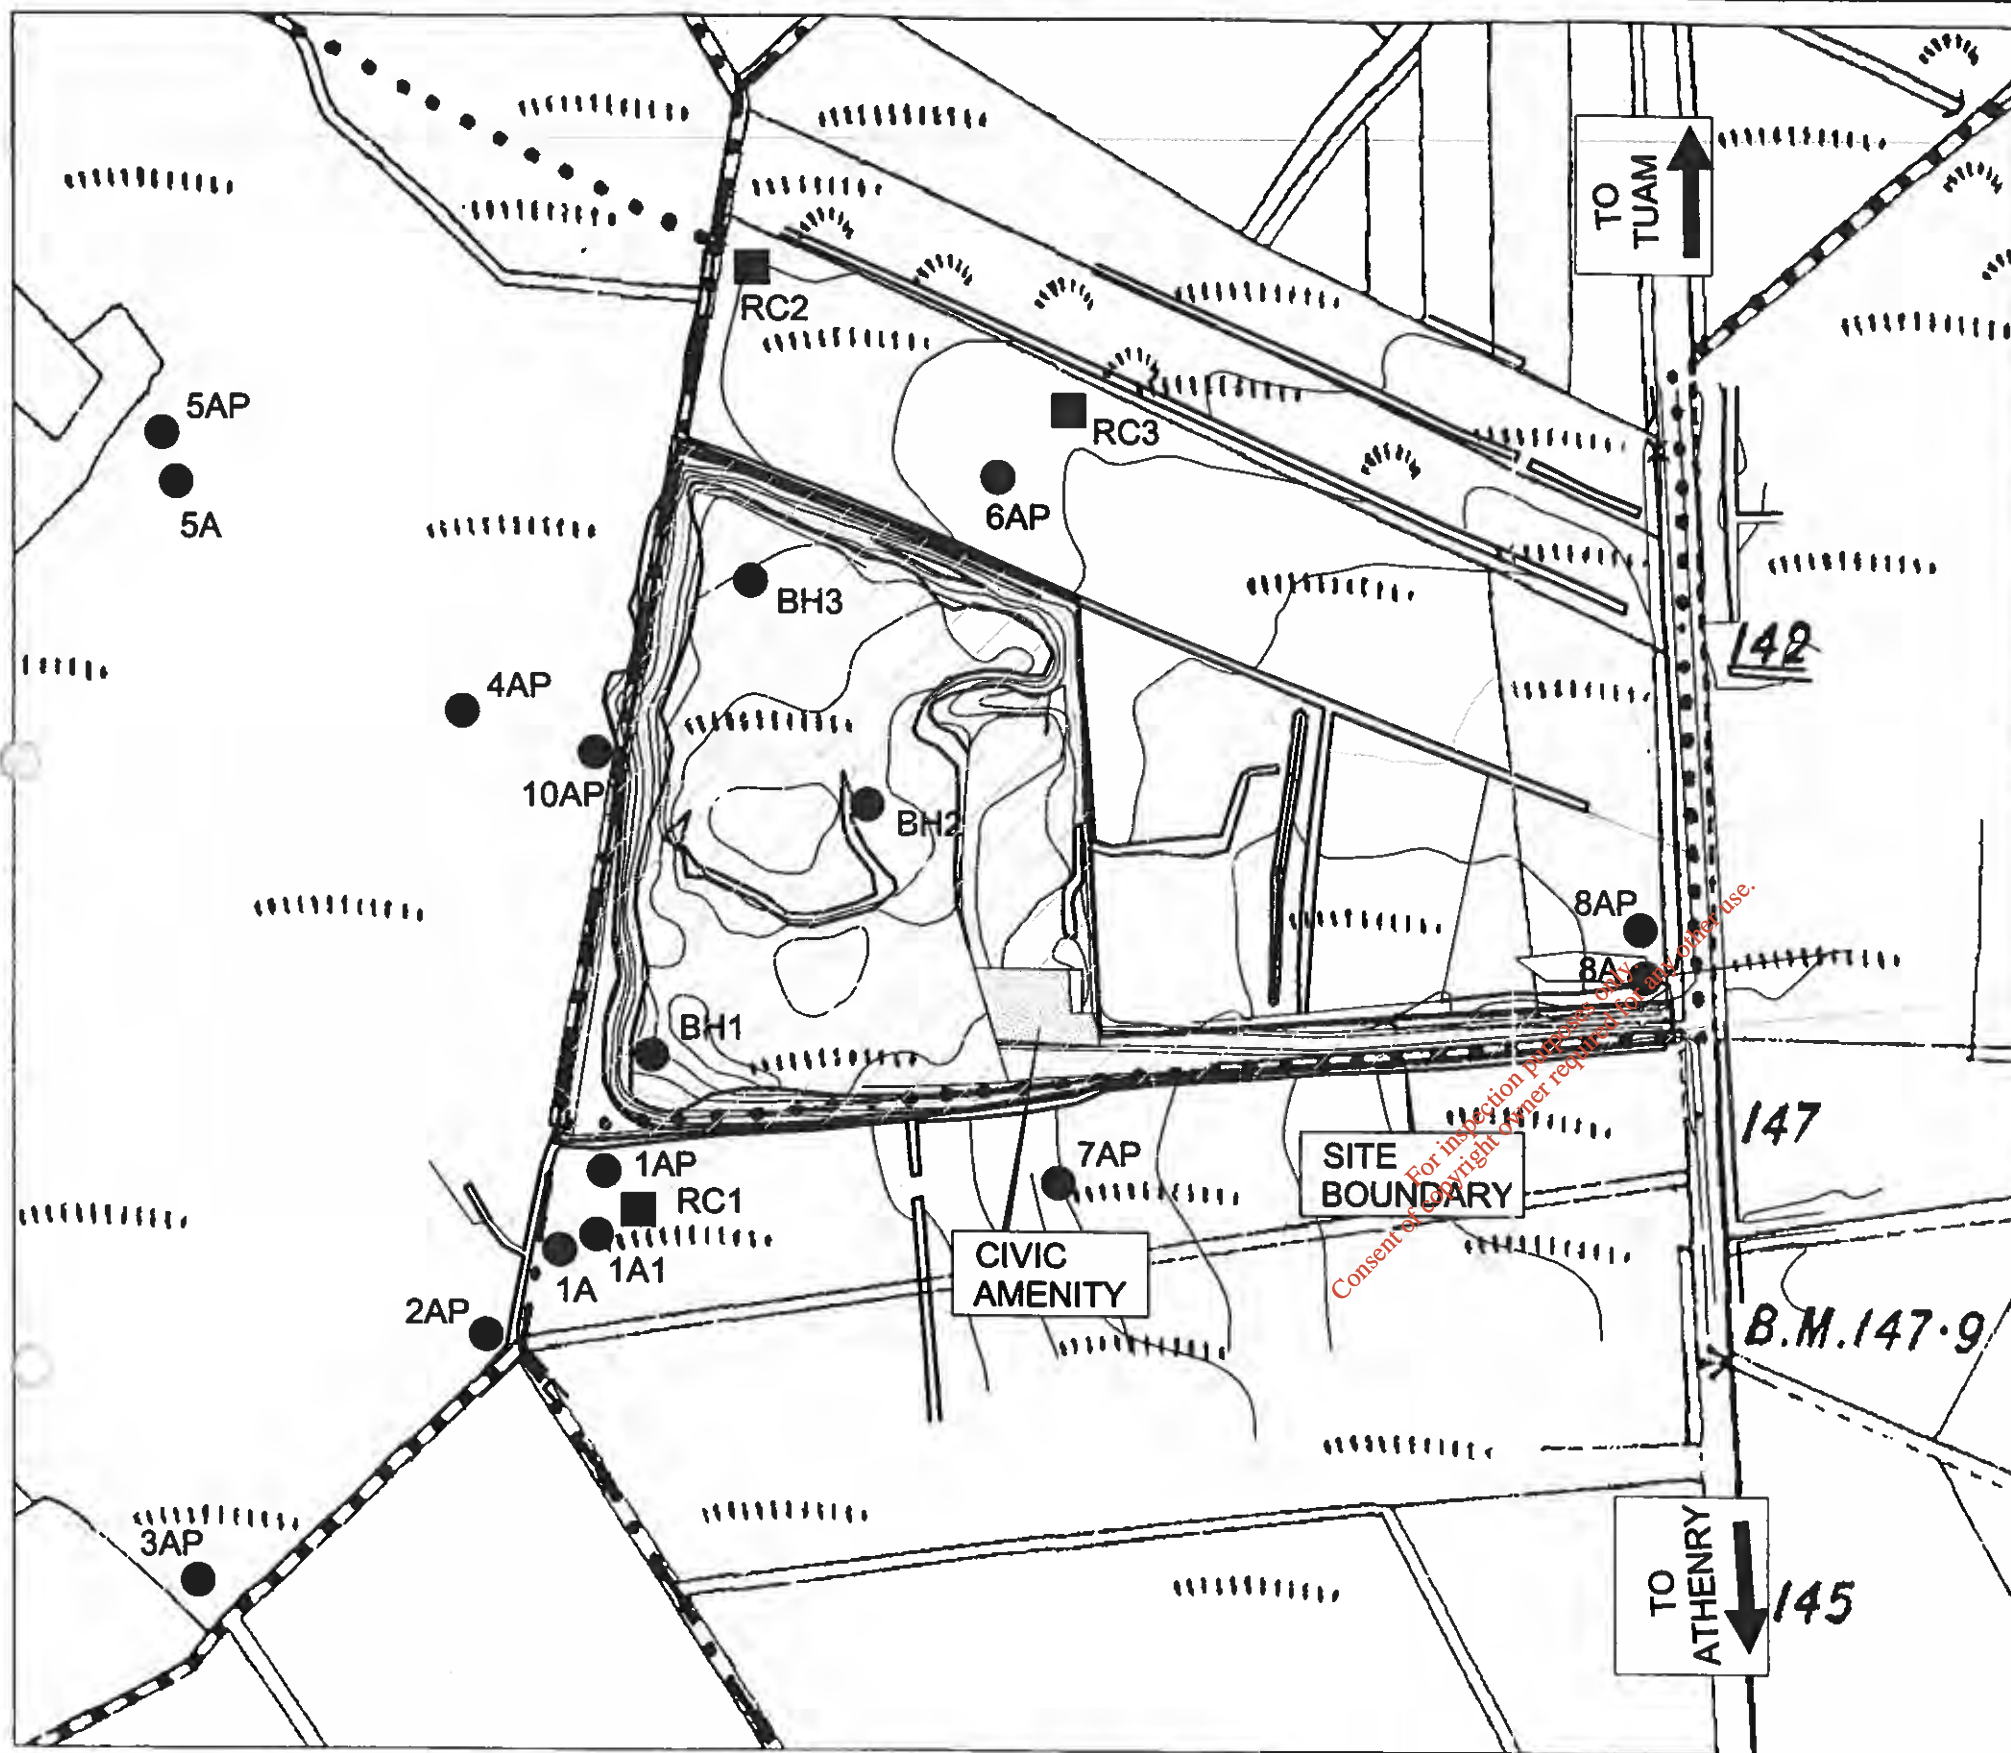 TO
TUAM
RC2
5AP
RC3
5A
6AP
BH3
142
4AP
10AP
BH2
8AP
8A
BH1
147
1AP
7AP
SITE
BOUNDARY
RC1
CIVIC
AMENITY
1A1
1A
2AP
B.M.147·9
3AP
TO
ATHENRY
145
For inspection purposes only.
Consent of copyright owner required for any other use.